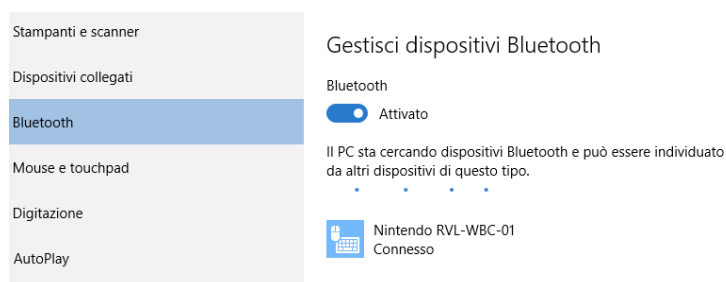 Stampanti e scanner
Dispositivi collegati
Bluetooth
Mouse e touchpad
Digitazione
AutoPlay
Gestisci dispositivi Bluetooth
Bluetooth
Attivato
Il PC sta cercando dispositivi Bluetooth e può essere individuato
da altri dispositivi di questo tipo.
Nintendo RVL-WBC-01
Connesso